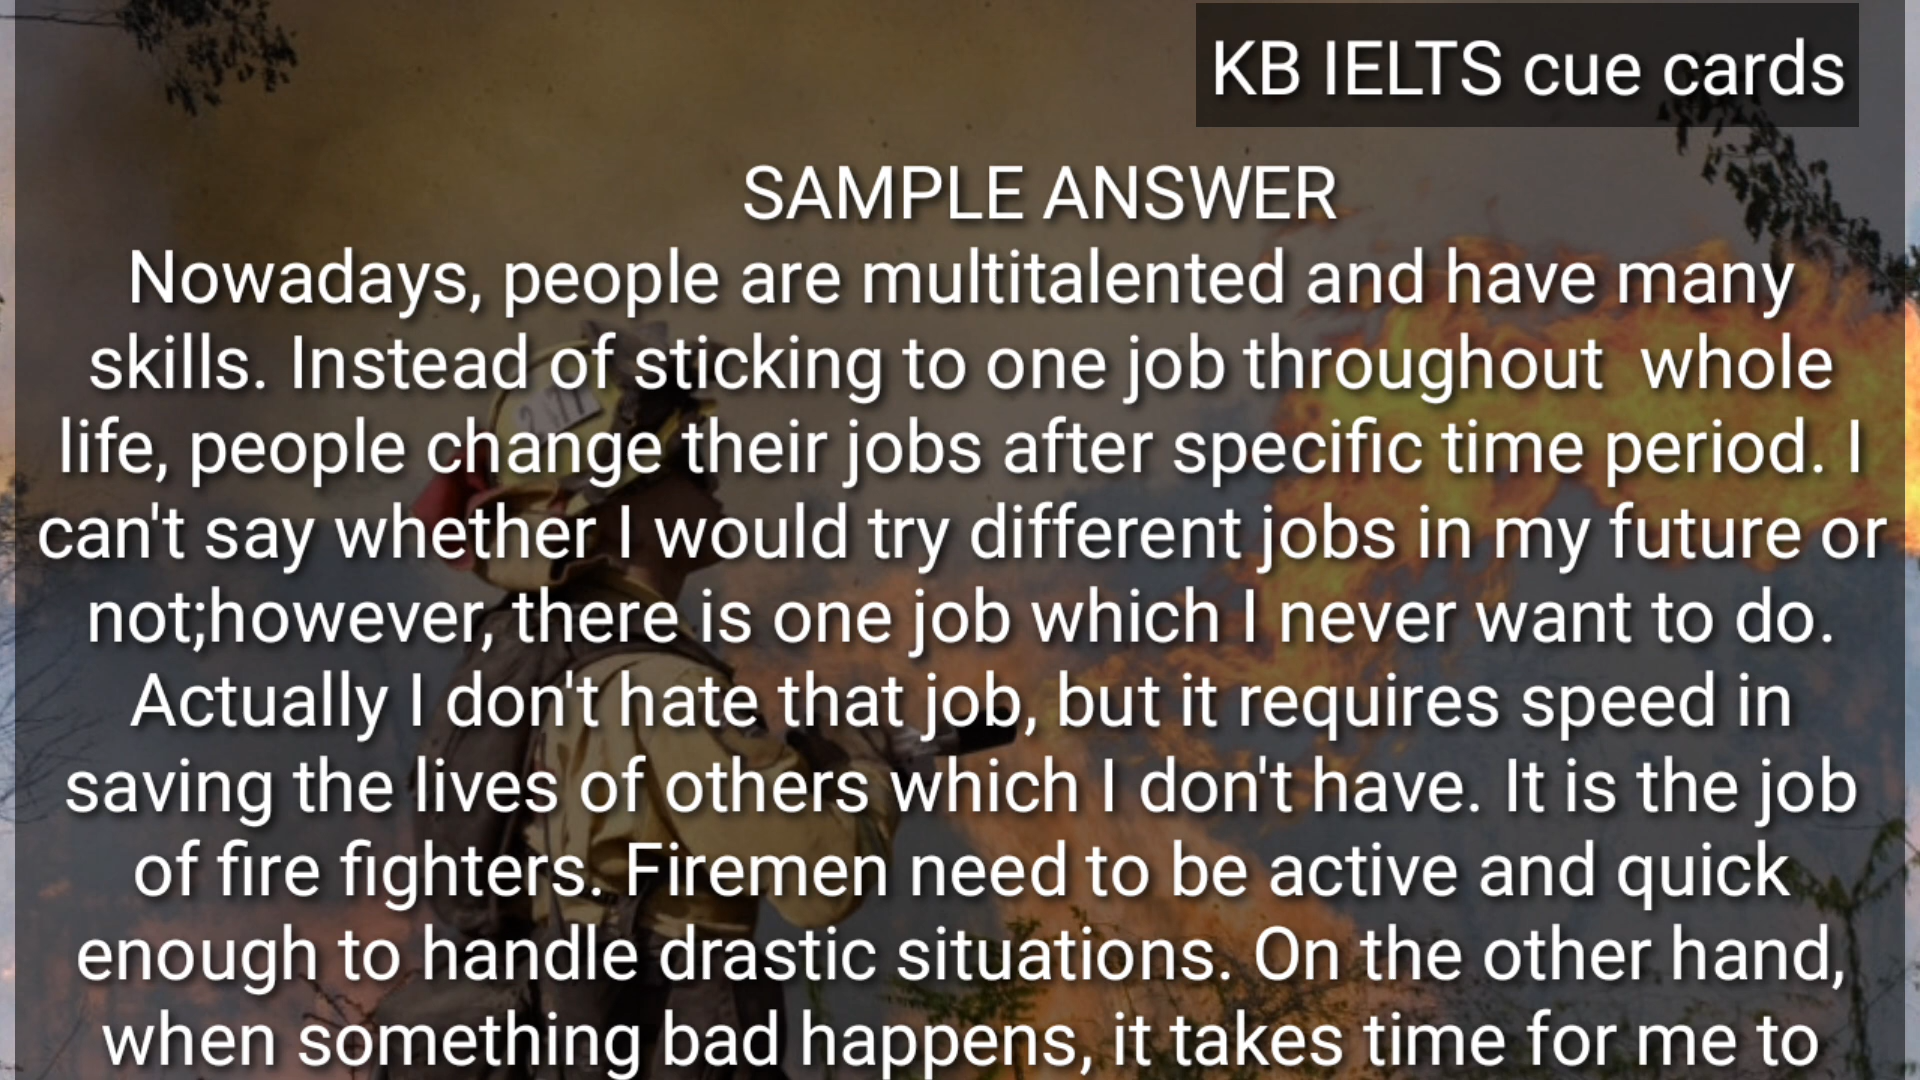 KB IELTS cue cards
SAMPLE ANSWER
Nowadays, people are multitalented and have many
skills. Instead of sticking to one job throughout  whole
life, people change their jobs after specific time period. I
can't say whether I would try different jobs in my future or
not;however, there is one job which I never want to do.
Actually I don't hate that job, but it requires speed in
saving the lives of others which I don't have. It is the job
of fire fighters. Firemen need to be active and quick
enough to handle drastic situations. On the other hand,
when something bad happens, it takes time for me to